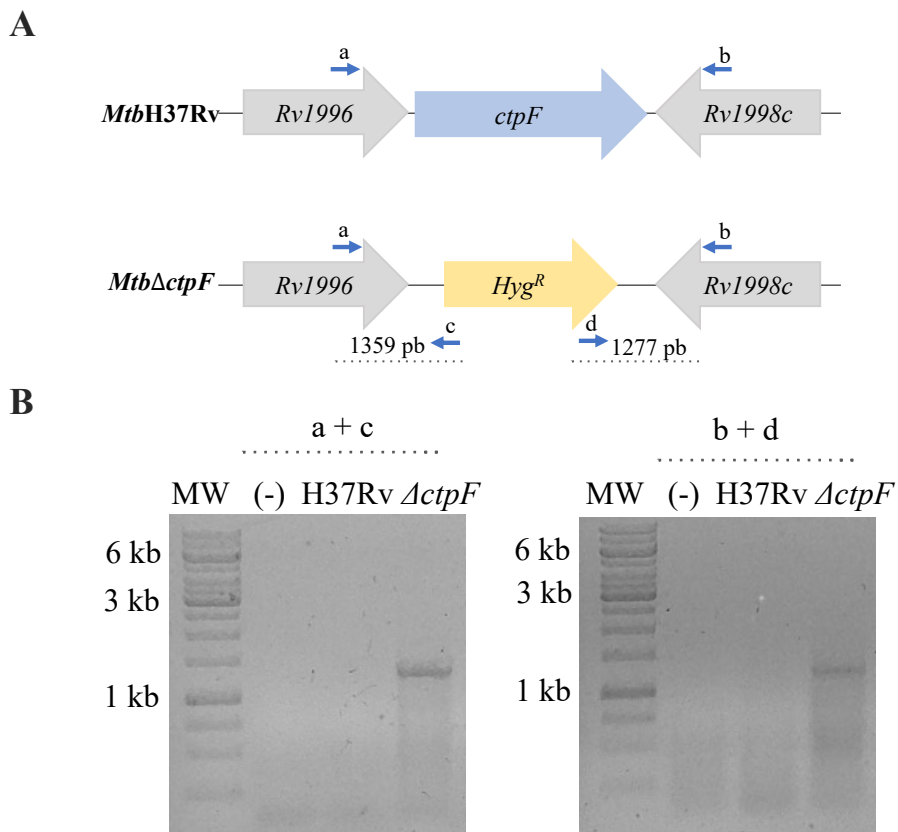 A
a
b
MtbH37Rv
Rv1996
ctpF
Rv1998c
a
b
MtbΔctpF
Rv1996
Hyg^R
Rv1998c
c
d
1359 pb
1277 pb
B
a + c
b + d
MW (-) H37Rv ΔctpF
MW (-) H37Rv ΔctpF
6 kb
3 kb
1 kb
6 kb
3 kb
1 kb